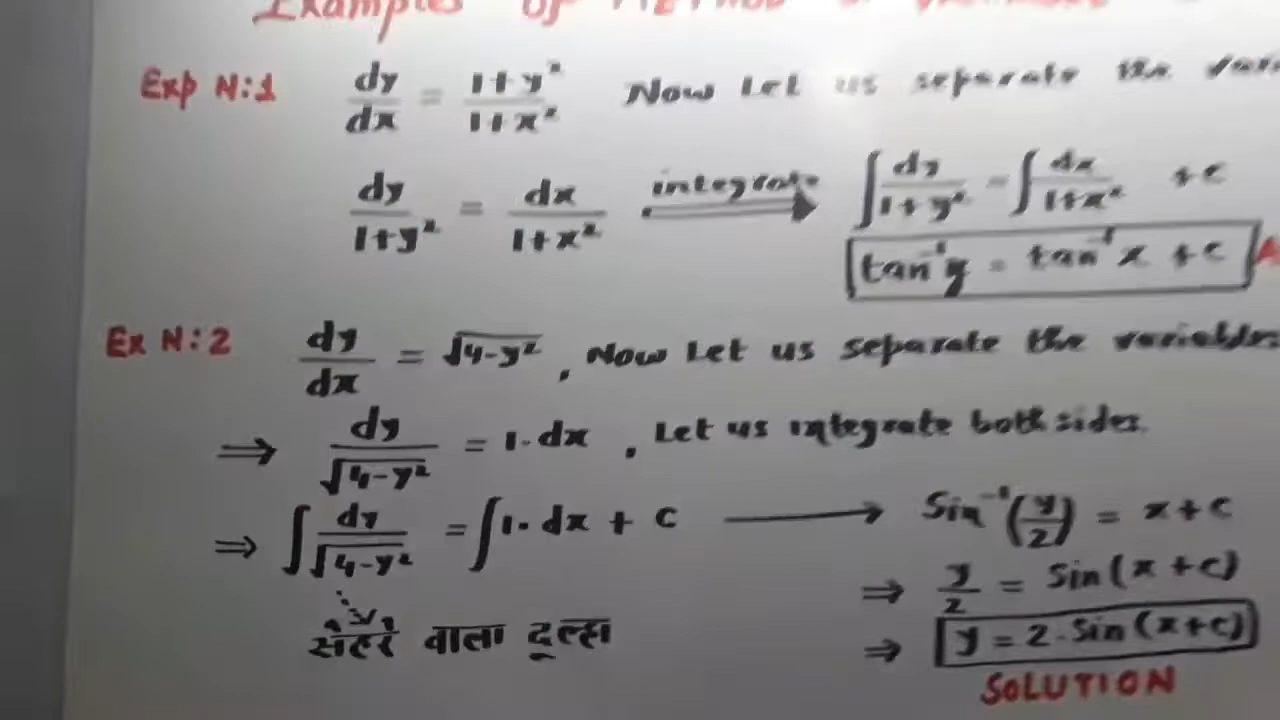 Examples of METHOD
Exp N:1 dy/dx = 1+y²/1+x² Now Let us separate the
dy/1+y² = dx/1+x² integrate ⇒ ∫dy/1+y² = ∫dx/1+x² +c
tan⁻¹y = tan⁻¹x +c
Ex N:2 dy/dx = √4-y² , Now Let us separate the variables
⇒ dy/√4-y² = 1·dx , Let us integrate both sides.
⇒ ∫dy/√4-y² = ∫1·dx + c → Sin⁻¹(y/2) = x+c
⇒ y/2 = Sin(x+c)
सेहरे वाला दूल्हा ⇒ y = 2·Sin(x+c)
SOLUTION